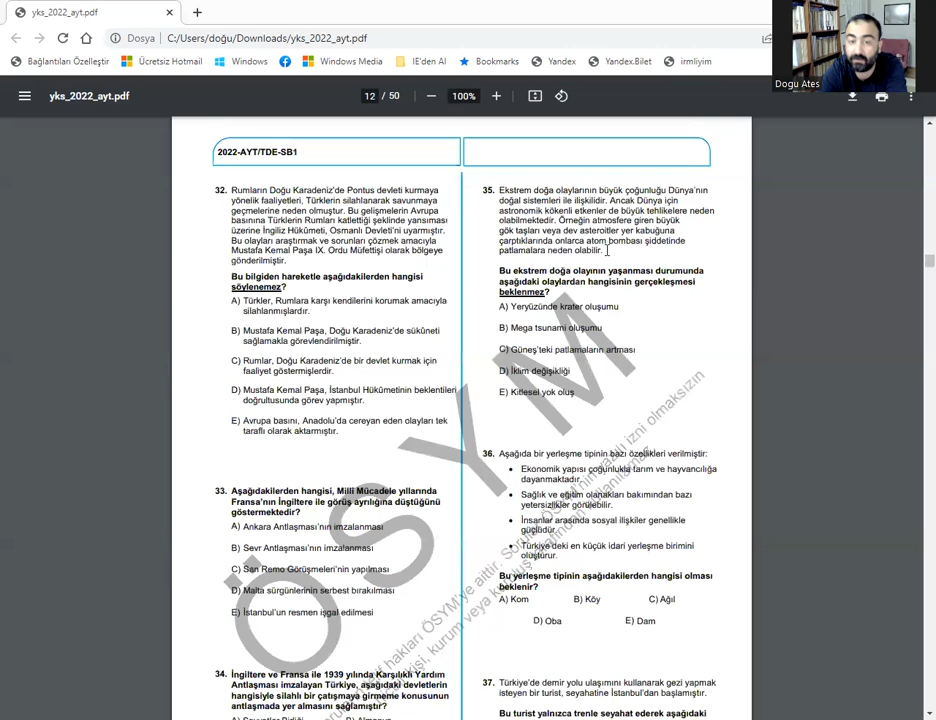 yks_2022_ayt.pdf
Dosya
C:/Users/doğu/Downloads/yks_2022_ayt.pdf
Bağlantıları Özelleştir
Ücretsiz Hotmail
Windows
Windows Media
IE'den Al
Bookmarks
Yandex
Yandex.Bilet
irmliyim
Dogu Ates
yks_2022_ayt.pdf
12 / 50
100%
2022-AYT/TDE-SB1
32. Rumların Doğu Karadeniz'de Pontus devleti kurmaya
yönelik faaliyetleri, Türklerin silahlanarak savunmaya
geçmelerine neden olmuştur. Bu gelişmelerin Avrupa
basınına Türklerin Rumları katlettiği şeklinde yansıması
üzerine İngiliz Hükûmeti, Osmanlı Devleti'ni uyarmıştır.
Bu olayları araştırmak ve sorunları çözmek amacıyla
Mustafa Kemal Paşa IX. Ordu Müfettişi olarak bölgeye
gönderilmiştir.
Bu bilgiden hareketle aşağıdakilerden hangisi
söylenemez?
A) Türkler, Rumlara karşı kendilerini korumak amacıyla
silahlanmışlardır.
B) Mustafa Kemal Paşa, Doğu Karadeniz'de sükûneti
sağlamakla görevlendirilmiştir.
C) Rumlar, Doğu Karadeniz'de bir devlet kurmak için
faaliyet göstermişlerdir.
D) Mustafa Kemal Paşa, İstanbul Hükûmetinin beklentileri
doğrultusunda görev yapmıştır.
E) Avrupa basını, Anadolu'da cereyan eden olayları tek
taraflı olarak aktarmıştır.
33. Aşağıdakilerden hangisi, Millî Mücadele yıllarında
Fransa'nın İngiltere ile görüş ayrılığına düştüğünü
göstermektedir?
A) Ankara Antlaşması'nın imzalanması
B) Sevr Antlaşması'nın imzalanması
C) San Remo Görüşmeleri'nin yapılması
D) Malta sürgünlerinin serbest bırakılması
E) İstanbul'un resmen işgal edilmesi
34. İngiltere ve Fransa ile 1939 yılında Karşılıklı Yardım
Antlaşması imzalayan Türkiye, aşağıdaki devletlerin
hangisiyle silahlı bir çatışmaya girmeme konusunun
antlaşmada yer almasını sağlamıştır?
A) Sovyetler Birliği B) Almanya
35. Ekstrem doğa olaylarının büyük çoğunluğu Dünya'nın
doğal sistemleri ile ilişkilidir. Ancak Dünya için
astronomik kökenli etkenler de büyük tehlikelere neden
olabilmektedir. Örneğin atmosfere giren büyük
gök taşları veya dev asteroitler yer kabuğuna
çarptıklarında onlarca atom bombası şiddetinde
patlamalara neden olabilir.
Bu ekstrem doğa olayının yaşanması durumunda
aşağıdaki olaylardan hangisinin gerçekleşmesi
beklenmez?
A) Yeryüzünde krater oluşumu
B) Mega tsunami oluşumu
C) Güneş'teki patlamaların artması
D) İklim değişikliği
E) Kitlesel yok oluş
36. Aşağıda bir yerleşme tipinin bazı özellikleri verilmiştir:
• Ekonomik yapısı çoğunlukla tarım ve hayvancılığa
dayanmaktadır.
• Sağlık ve eğitim olanakları bakımından bazı
yetersizlikler görülebilir.
• İnsanlar arasında sosyal ilişkiler genellikle
güçlüdür.
• Türkiye'deki en küçük idari yerleşme birimini
oluşturur.
Bu yerleşme tipinin aşağıdakilerden hangisi olması
beklenir?
A) Kom B) Köy C) Ağıl
D) Oba E) Dam
37. Türkiye'de demir yolu ulaşımını kullanarak gezi yapmak
isteyen bir turist, seyahatine İstanbul'dan başlamıştır.
Bu turist yalnızca trenle seyahat ederek aşağıdaki
ÖSYM
hakları ÖSYM'ye aittir.
izni olmaksızın